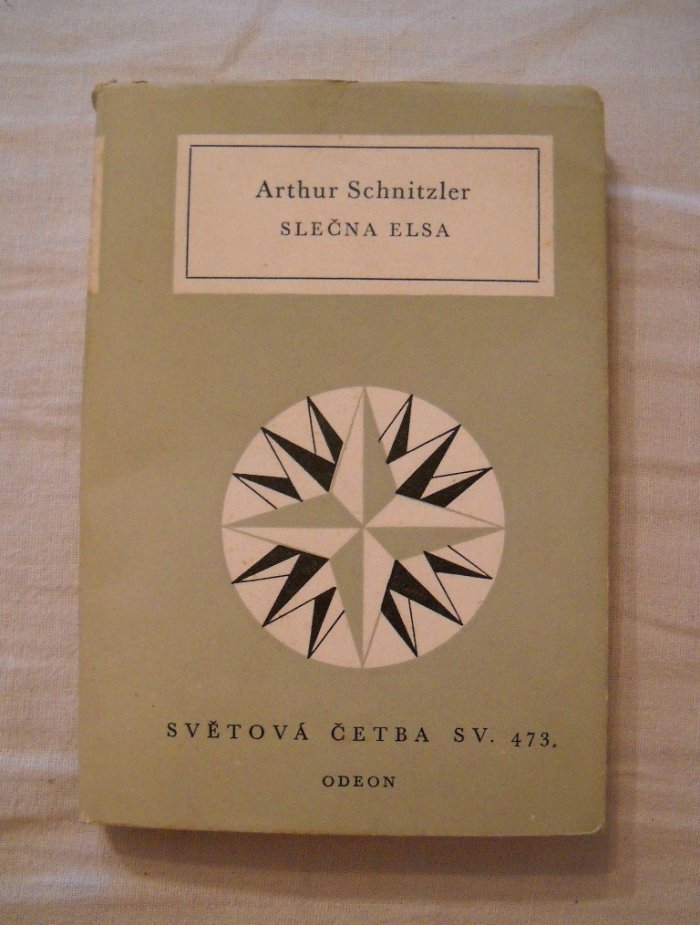 Arthur Schnitzler
SLEČNA ELSA
SVĚTOVÁ ČETBA SV. 473.
ODEON